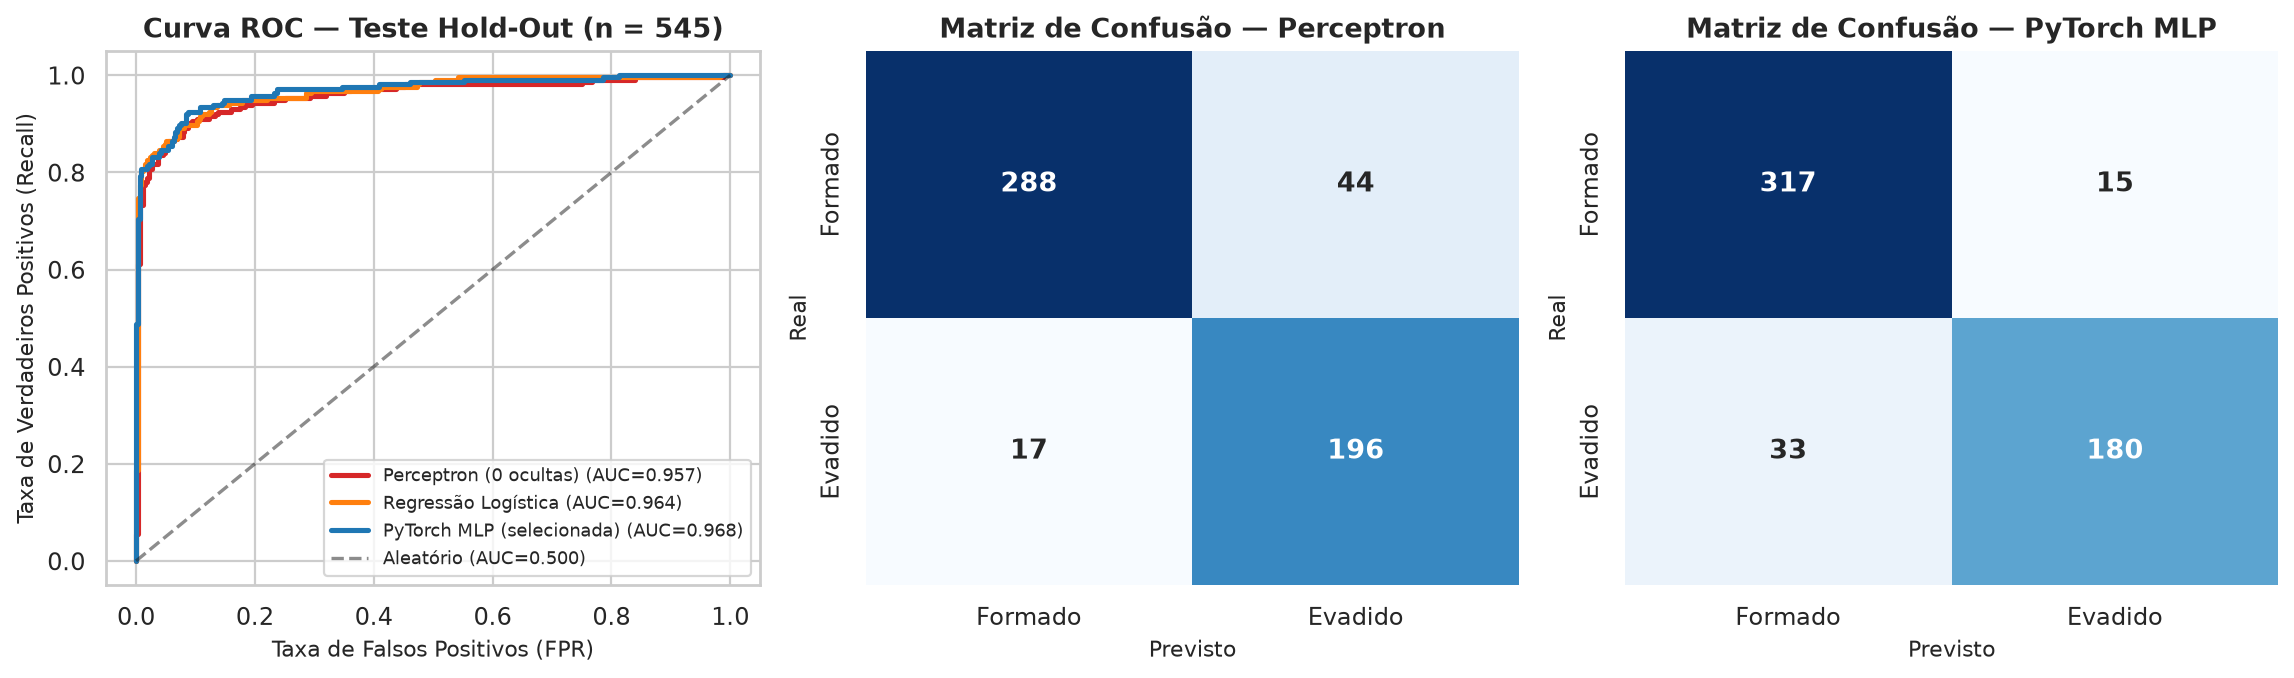 Curva ROC — Teste Hold-Out (n = 545)
Taxa de Verdadeiros Positivos (Recall)
1.0
0.8
0.6
0.4
0.2
0.0
Perceptron (0 ocultas) (AUC=0.957)
Regressão Logística (AUC=0.964)
PyTorch MLP (selecionada) (AUC=0.968)
Aleatório (AUC=0.500)
0.0 0.2 0.4 0.6 0.8 1.0
Taxa de Falsos Positivos (FPR)
Matriz de Confusão — Perceptron
Real
Formado
288 44
Evadido
17 196
Formado Evadido
Previsto
Matriz de Confusão — PyTorch MLP
Real
Formado
317 15
Evadido
33 180
Formado Evadido
Previsto